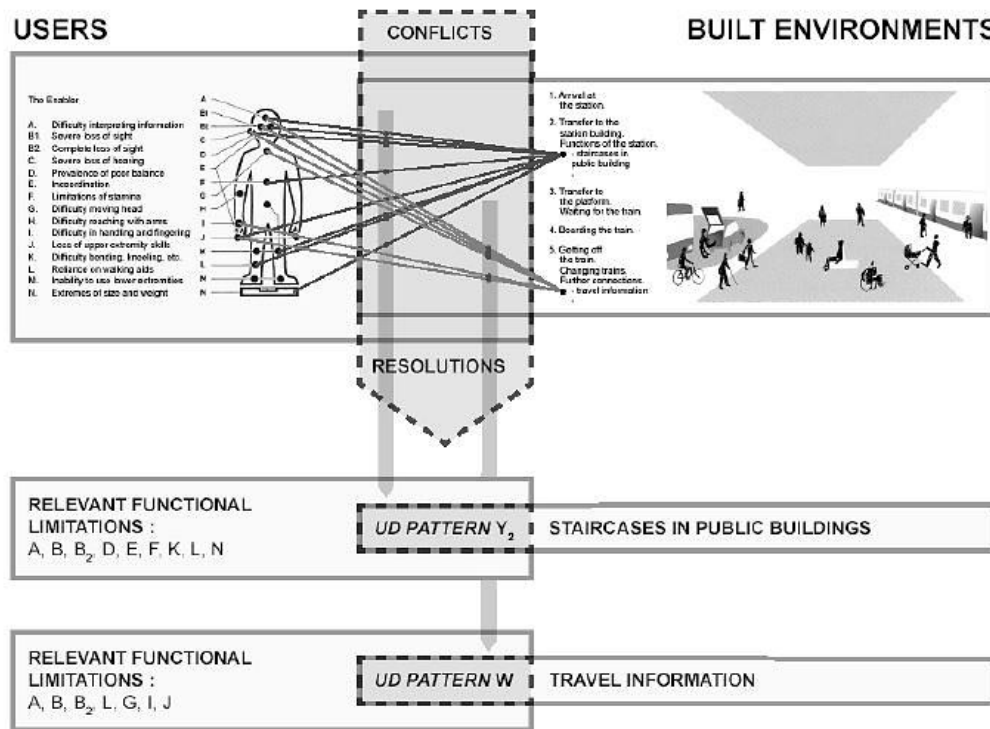 USERS
CONFLICTS
BUILT ENVIRONMENTS
The Enabler
A. Difficulty interpreting information
B1. Severe loss of sight
B2. Complete loss of sight
C. Severe loss of hearing
D. Prevalence of poor balance
E. Incoordination
F. Limitations of stamina
G. Difficulty moving head
H. Difficulty reaching with arms
I. Difficulty in handling and fingering
J. Loss of upper extremity skills
K. Difficulty bending, kneeling, etc.
L. Reliance on walking aids
M. Inability to use lower extremities
N. Extremes of size and weight
A
B1
B2
C
D
E
F
G
H
I
J
K
L
M
N
1. Arrival at
the station.
2. Transfer to the
station building.
Functions of the station.
- staircases in
public building
3. Transfer to
the platform.
Waiting for the train.
4. Boarding the train.
5. Getting off
the train.
Changing trains.
Further connections.
- travel information
RESOLUTIONS
RELEVANT FUNCTIONAL
LIMITATIONS :
A, B, B2, D, E, F, K, L, N
UD PATTERN Y2
STAIRCASES IN PUBLIC BUILDINGS
RELEVANT FUNCTIONAL
LIMITATIONS :
A, B, B2, L, G, I, J
UD PATTERN W
TRAVEL INFORMATION